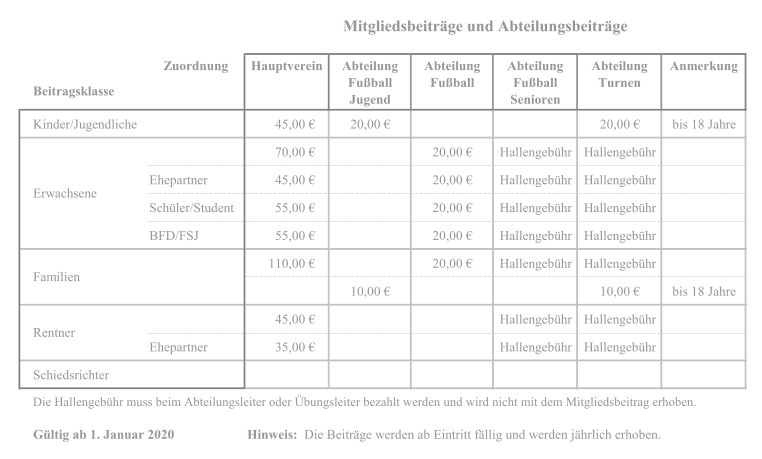 Mitgliedsbeiträge und Abteilungsbeiträge
Zuordnung Hauptverein Abteilung Abteilung Abteilung Abteilung Anmerkung
Fußball Fußball Fußball Turnen
Beitragsklasse Jugend Senioren
Kinder/Jugendliche 45,00 € 20,00 € 20,00 € bis 18 Jahre
70,00 € 20,00 € Hallengebühr Hallengebühr
Erwachsene Ehepartner 45,00 € 20,00 € Hallengebühr Hallengebühr
Schüler/Student 55,00 € 20,00 € Hallengebühr Hallengebühr
BFD/FSJ 55,00 € 20,00 € Hallengebühr Hallengebühr
Familien 110,00 € 20,00 € Hallengebühr Hallengebühr
10,00 € 10,00 € bis 18 Jahre
Rentner 45,00 € Hallengebühr Hallengebühr
Ehepartner 35,00 € Hallengebühr Hallengebühr
Schiedsrichter
Die Hallengebühr muss beim Abteilungsleiter oder Übungsleiter bezahlt werden und wird nicht mit dem Mitgliedsbeitrag erhoben.
Gültig ab 1. Januar 2020 Hinweis: Die Beiträge werden ab Eintritt fällig und werden jährlich erhoben.